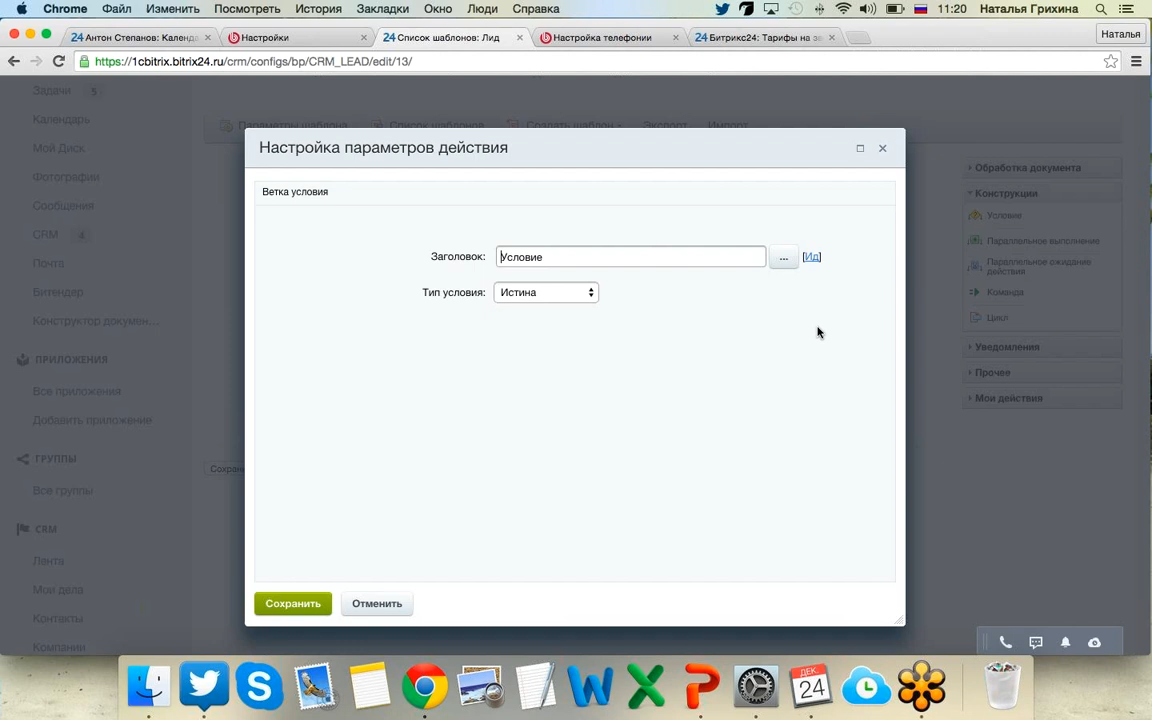 Chrome Файл Изменить Посмотреть История Закладки Окно Люди Справка 11:20 Наталья Грихина
24 Антон Степанов: Календ
Настройки
24 Список шаблонов: Лид
Настройка телефонии
24 Битрикс24: Тарифы на
Наталья
https://1cbitrix.bitrix24.ru/crm/configs/bp/CRM_LEAD/edit/13/
Задачи 5
Календарь
Мой Диск
Фотографии
Сообщения
CRM 4
Почта
Битендар
Конструктор докумен...
ПРИЛОЖЕНИЯ
Все приложения
Добавить приложение
ГРУППЫ
Все группы
CRM
Лента
Мои дела
Контакты
Компании
Параметры шаблона Список шаблонов Создать шаблон Экспорт Импорт
Настройка параметров действия
Ветка условия
Заголовок: Условие ... [Ид]
Тип условия: Истина
Сохранить Отменить
Сохрани
Обработка документа
Конструкции
Условие
Параллельное выполнение
Параллельное ожидание
действия
Команда
Цикл
Уведомления
Прочее
Мои действия
ДЕК
24